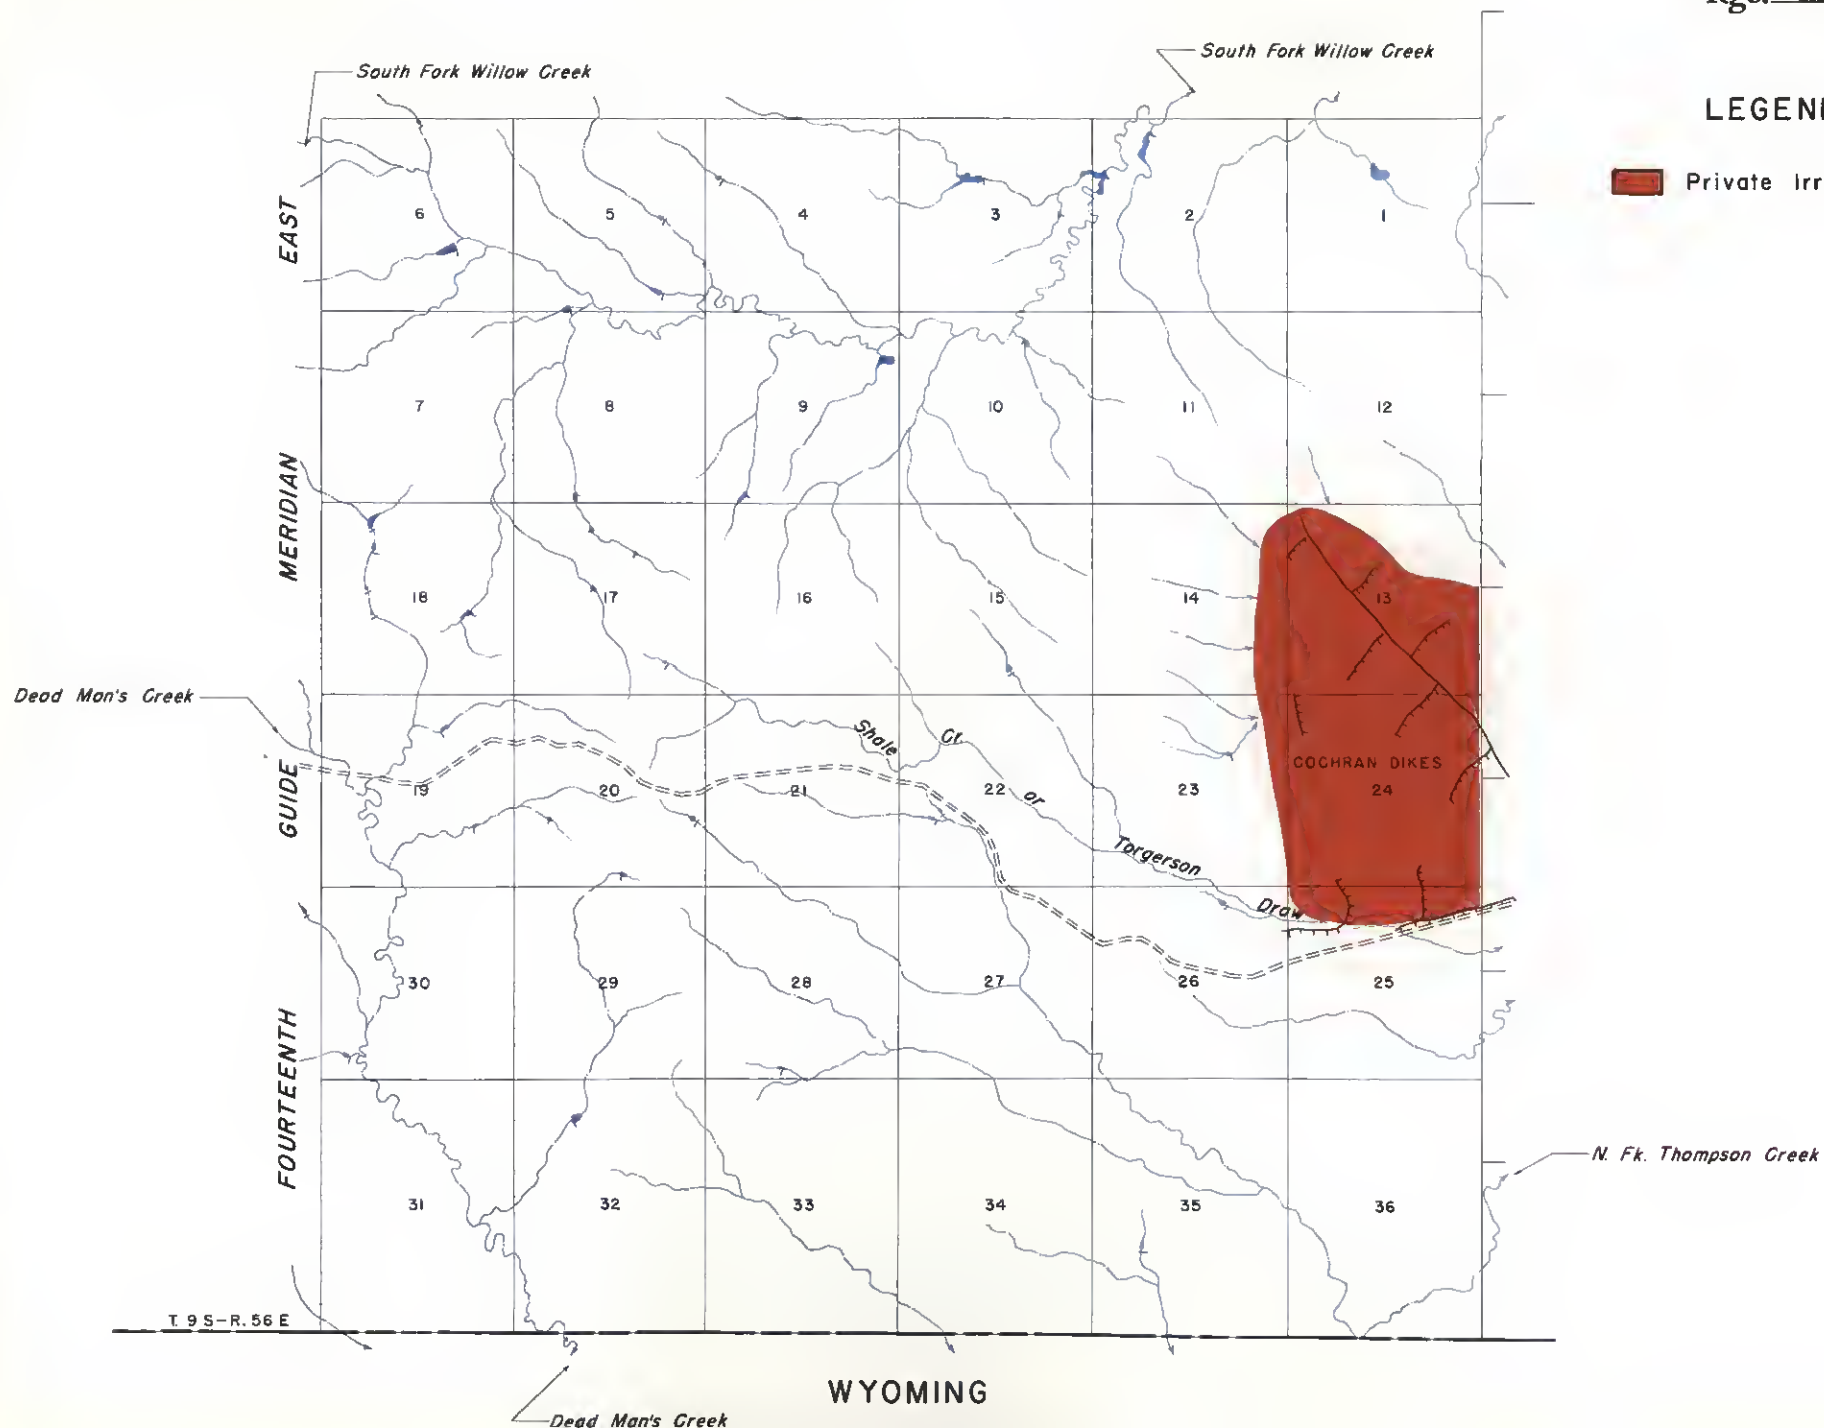 South Fork Willow Creek
South Fork Willow Creek
LEGEN
Private Irr
EAST
6 5 4 3 2 1
MERIDIAN
7 8 9 10 11 12
18 17 16 15 14 13
Dead Man's Creek
Shale Cr. or Torgerson Draw
COCHRAN DIKES
GUIDE
19 20 21 22 23 24
30 29 28 27 26 25
FOURTEENTH
N. Fk. Thompson Creek
31 32 33 34 35 36
T. 9 S-R. 56 E
WYOMING
Dead Man's Creek